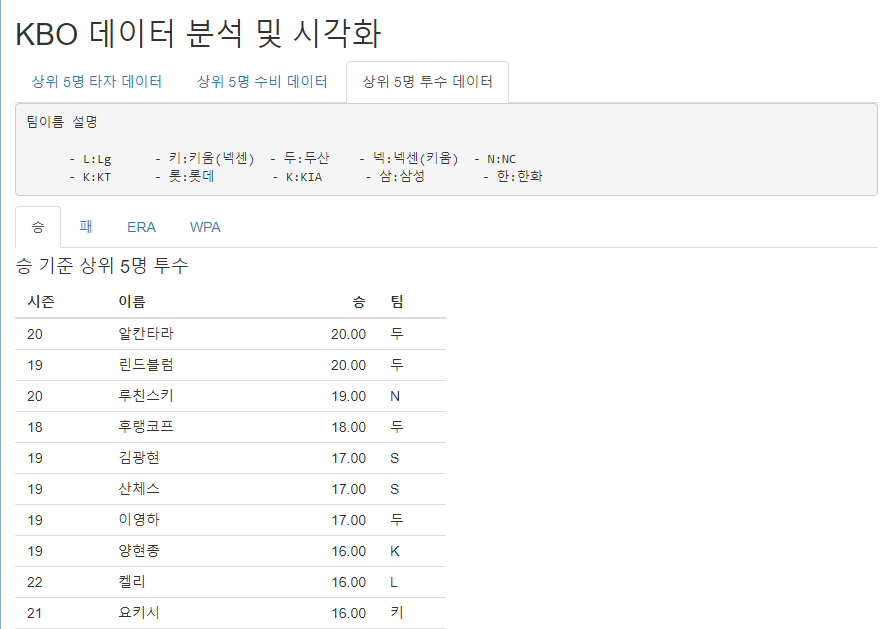 KBO 데이터 분석 및 시각화
상위 5명 타자 데이터 상위 5명 수비 데이터 상위 5명 투수 데이터
팀이름 설명
- L:Lg - 키:키움(넥센) - 두:두산 - 넥:넥센(키움) - N:NC
- K:KT - 롯:롯데 - K:KIA - 삼:삼성 - 한:한화
승 패 ERA WPA
승 기준 상위 5명 투수
시즌 이름 승 팀
20 알칸타라 20.00 두
19 린드블럼 20.00 두
20 루친스키 19.00 N
18 후랭코프 18.00 두
19 김광현 17.00 S
19 산체스 17.00 S
19 이영하 17.00 두
19 양현종 16.00 K
22 켈리 16.00 L
21 요키시 16.00 키